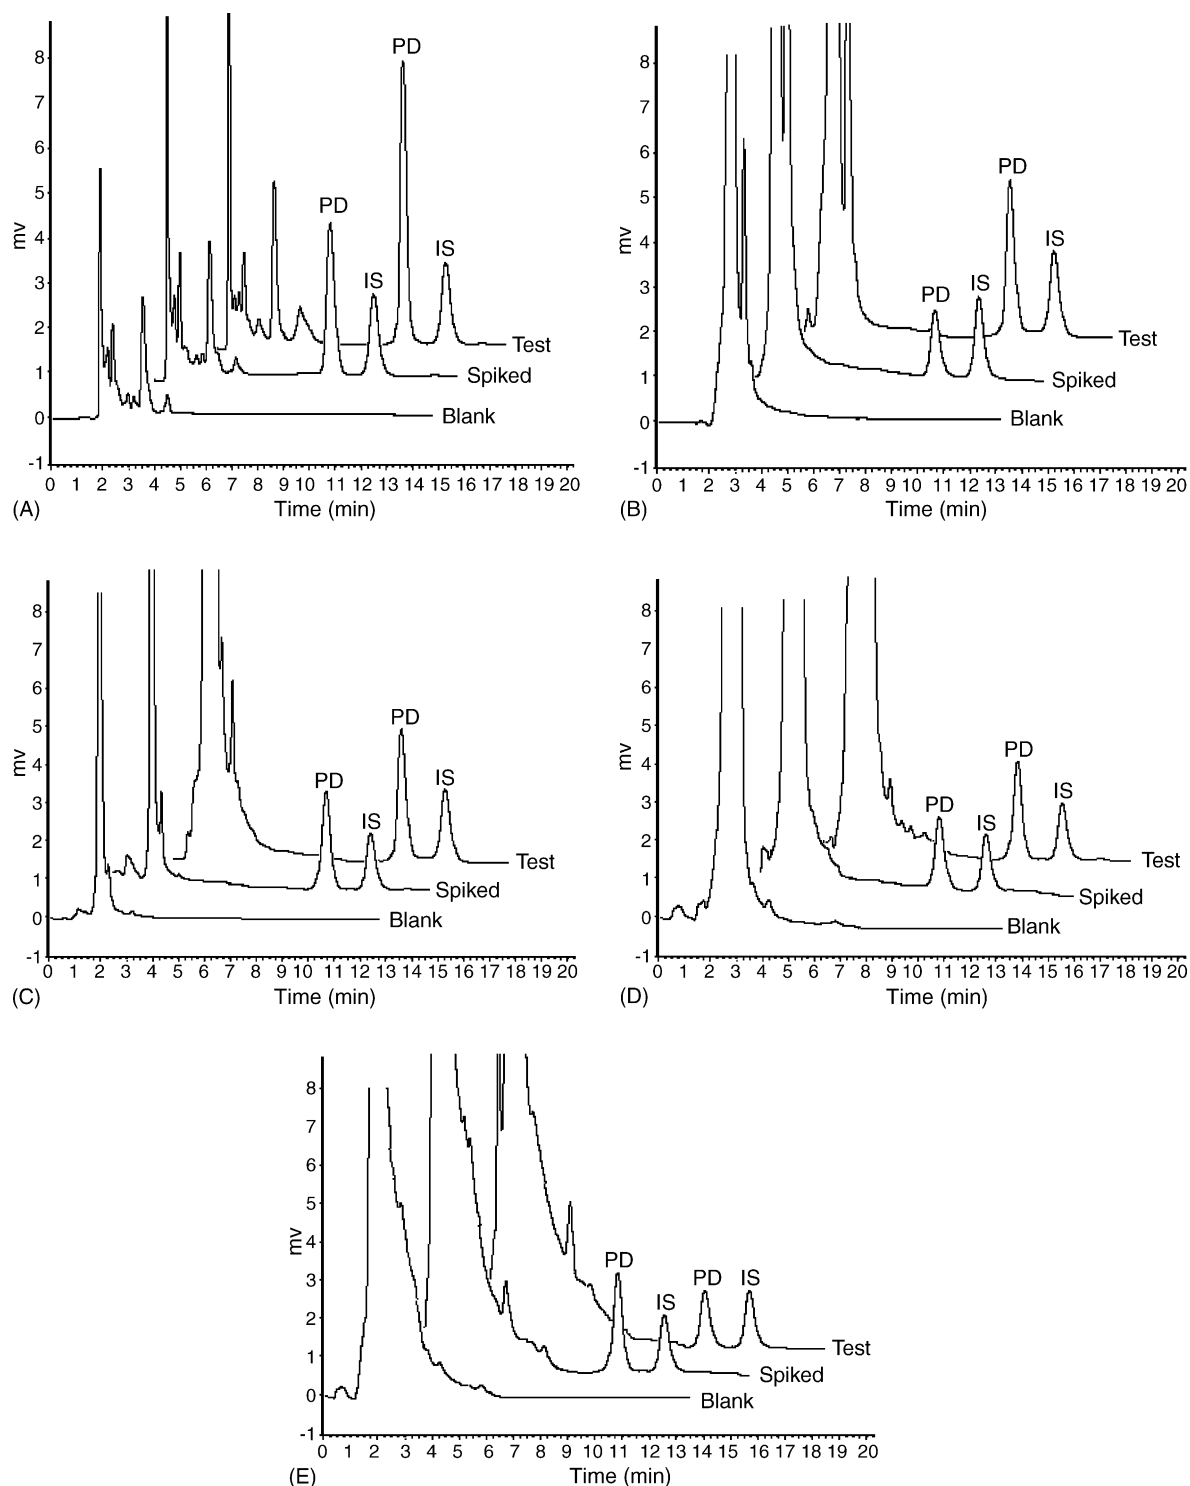 PD
8
7
6
5
4
3
2
1
0
-1
mv
PD
IS
IS
Test
Spiked
Blank
0 1 2 3 4 5 6 7 8 9 10 11 12 13 14 15 16 17 18 19 20
(A)
Time (min)
8
7
6
5
4
3
2
1
0
-1
mv
PD
IS
PD
IS
Test
Spiked
Blank
0 1 2 3 4 5 6 7 8 9 10 11 12 13 14 15 16 17 18 19 20
(B)
Time (min)
8
7
6
5
4
3
2
1
0
-1
mv
PD
PD
IS
IS
Test
Spiked
Blank
0 1 2 3 4 5 6 7 8 9 10 11 12 13 14 15 16 17 18 19 20
(C)
Time (min)
8
7
6
5
4
3
2
1
0
-1
mv
PD
IS
PD
IS
Test
Spiked
Blank
0 1 2 3 4 5 6 7 8 9 10 11 12 13 14 15 16 17 18 19 20
(D)
Time (min)
8
7
6
5
4
3
2
1
0
-1
mv
PD
PD
IS
IS
Test
Spiked
Blank
0 1 2 3 4 5 6 7 8 9 10 11 12 13 14 15 16 17 18 19 20
(E)
Time (min)